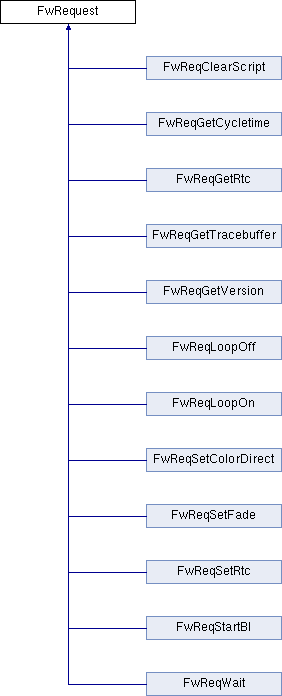 FwRequest
FwReqClearScript
FwReqGetCycletime
FwReqGetRtc
FwReqGetTracebuffer
FwReqGetVersion
FwReqLoopOff
FwReqLoopOn
FwReqSetColorDirect
FwReqSetFade
FwReqSetRtc
FwReqStartBl
FwReqWait